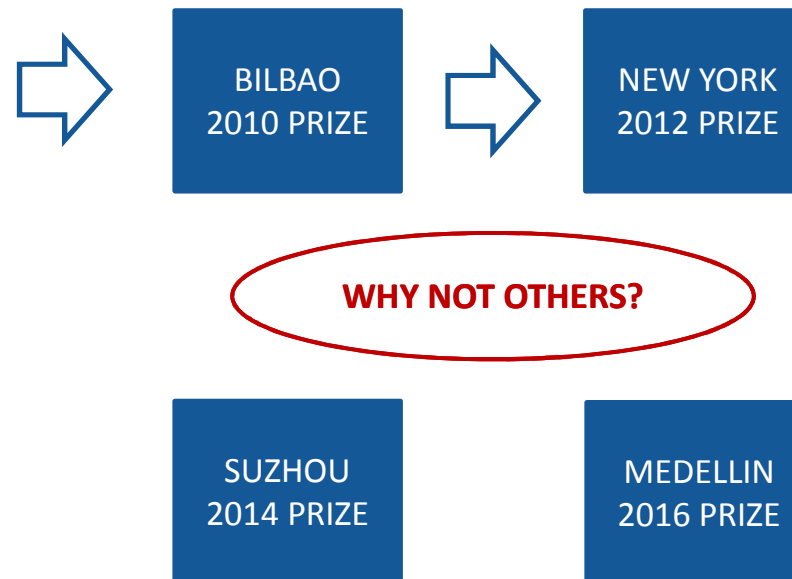 BILBAO
2010 PRIZE
NEW YORK
2012 PRIZE
WHY NOT OTHERS?
SUZHOU
2014 PRIZE
MEDELLIN
2016 PRIZE